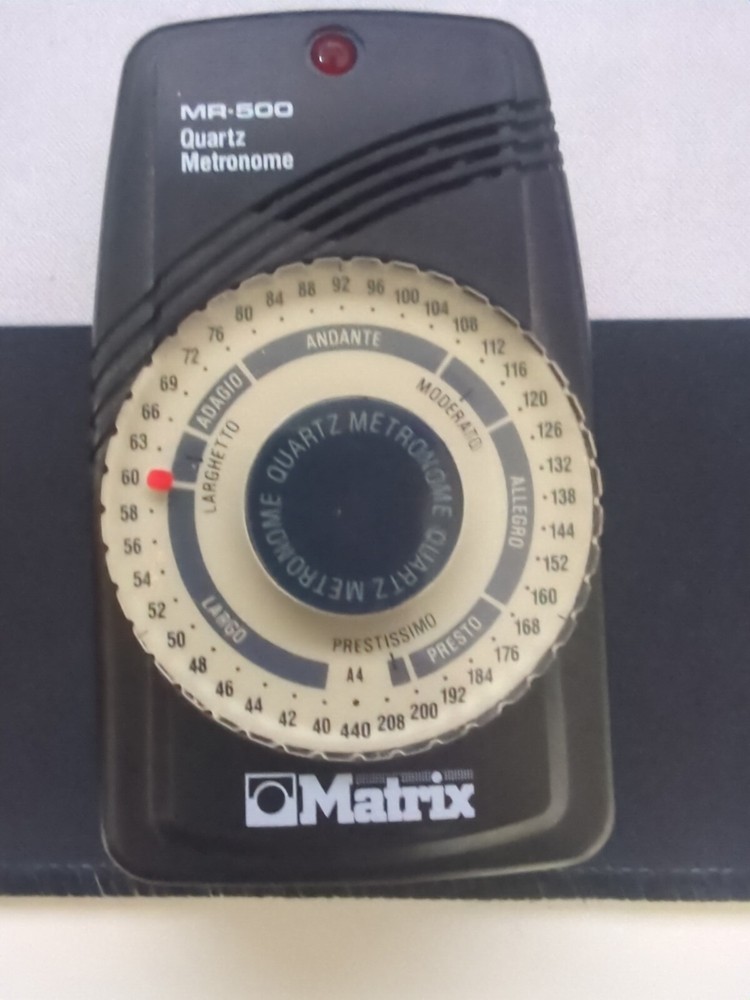 MR-500
Quartz
Metronome
40
42
44
46
48
50
52
54
56
58
60
63
66
69
72
76
80
84
88
92
96
100
104
108
112
116
120
126
132
138
144
152
160
168
176
184
192
200
208
440
A4
LARGO
LARGHETTO
ADAGIO
ANDANTE
MODERATO
ALLEGRO
PRESTO
PRESTISSIMO
QUARTZ METRONOME
QUARTZ METRONOME
Matrix